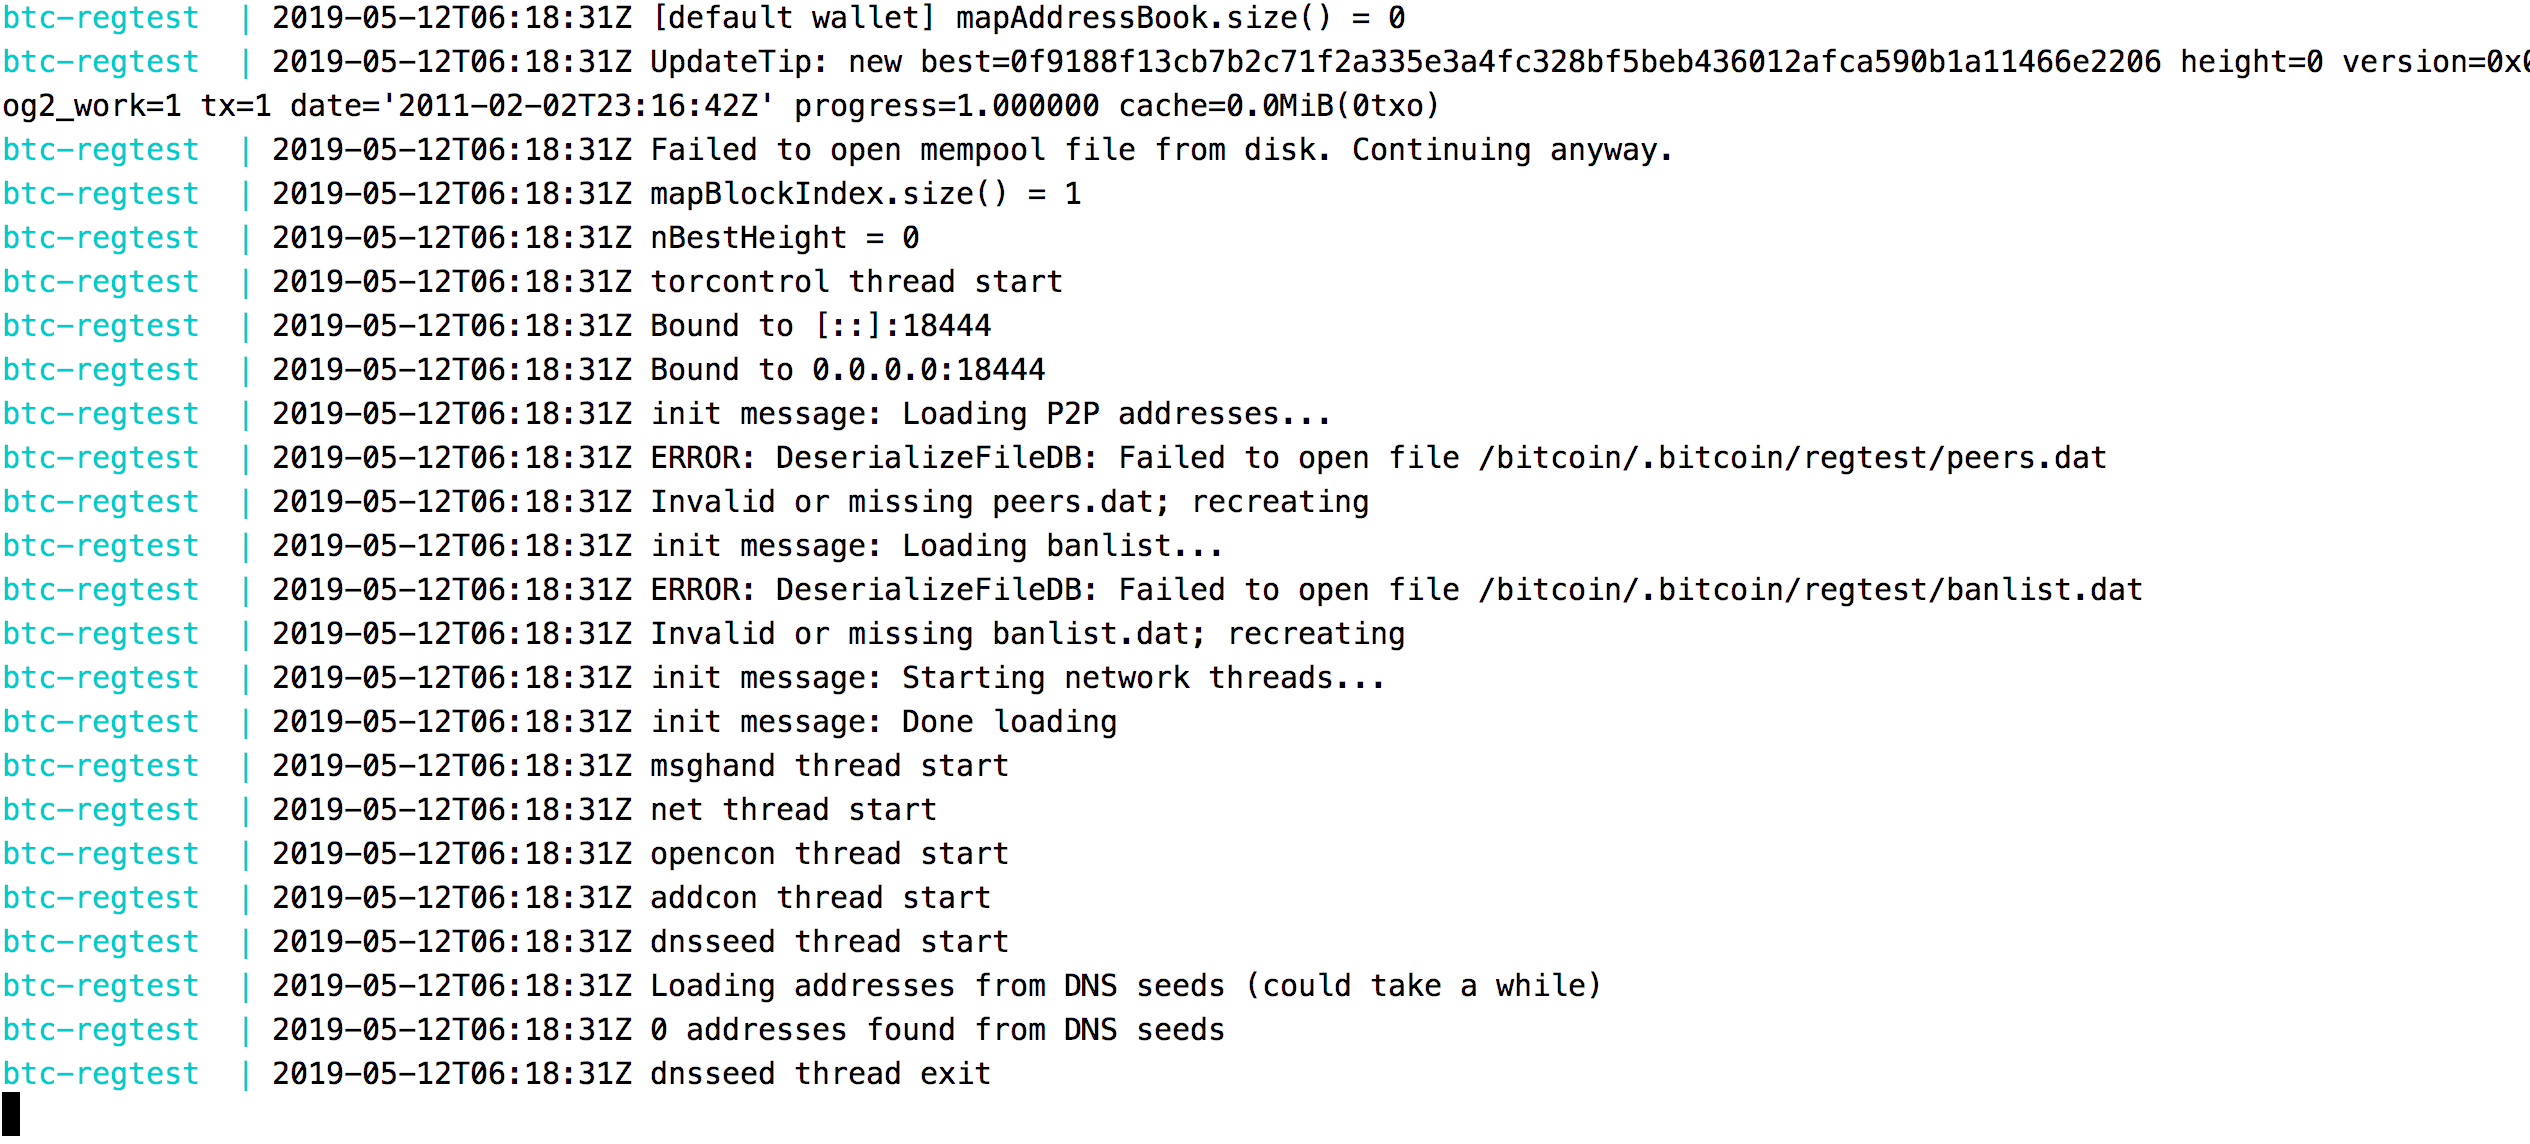 btc-regtest | 2019-05-12T06:18:31Z [default wallet] mapAddressBook.size() = 0
btc-regtest | 2019-05-12T06:18:31Z UpdateTip: new best=0f9188f13cb7b2c71f2a335e3a4fc328bf5beb436012afca590b1a11466e2206 height=0 version=0x0
og2_work=1 tx=1 date='2011-02-02T23:16:42Z' progress=1.000000 cache=0.0MiB(0txo)
btc-regtest | 2019-05-12T06:18:31Z Failed to open mempool file from disk. Continuing anyway.
btc-regtest | 2019-05-12T06:18:31Z mapBlockIndex.size() = 1
btc-regtest | 2019-05-12T06:18:31Z nBestHeight = 0
btc-regtest | 2019-05-12T06:18:31Z torcontrol thread start
btc-regtest | 2019-05-12T06:18:31Z Bound to [::]:18444
btc-regtest | 2019-05-12T06:18:31Z Bound to 0.0.0.0:18444
btc-regtest | 2019-05-12T06:18:31Z init message: Loading P2P addresses...
btc-regtest | 2019-05-12T06:18:31Z ERROR: DeserializeFileDB: Failed to open file /bitcoin/.bitcoin/regtest/peers.dat
btc-regtest | 2019-05-12T06:18:31Z Invalid or missing peers.dat; recreating
btc-regtest | 2019-05-12T06:18:31Z init message: Loading banlist...
btc-regtest | 2019-05-12T06:18:31Z ERROR: DeserializeFileDB: Failed to open file /bitcoin/.bitcoin/regtest/banlist.dat
btc-regtest | 2019-05-12T06:18:31Z Invalid or missing banlist.dat; recreating
btc-regtest | 2019-05-12T06:18:31Z init message: Starting network threads...
btc-regtest | 2019-05-12T06:18:31Z init message: Done loading
btc-regtest | 2019-05-12T06:18:31Z msghand thread start
btc-regtest | 2019-05-12T06:18:31Z net thread start
btc-regtest | 2019-05-12T06:18:31Z opencon thread start
btc-regtest | 2019-05-12T06:18:31Z addcon thread start
btc-regtest | 2019-05-12T06:18:31Z dnsseed thread start
btc-regtest | 2019-05-12T06:18:31Z Loading addresses from DNS seeds (could take a while)
btc-regtest | 2019-05-12T06:18:31Z 0 addresses found from DNS seeds
btc-regtest | 2019-05-12T06:18:31Z dnsseed thread exit